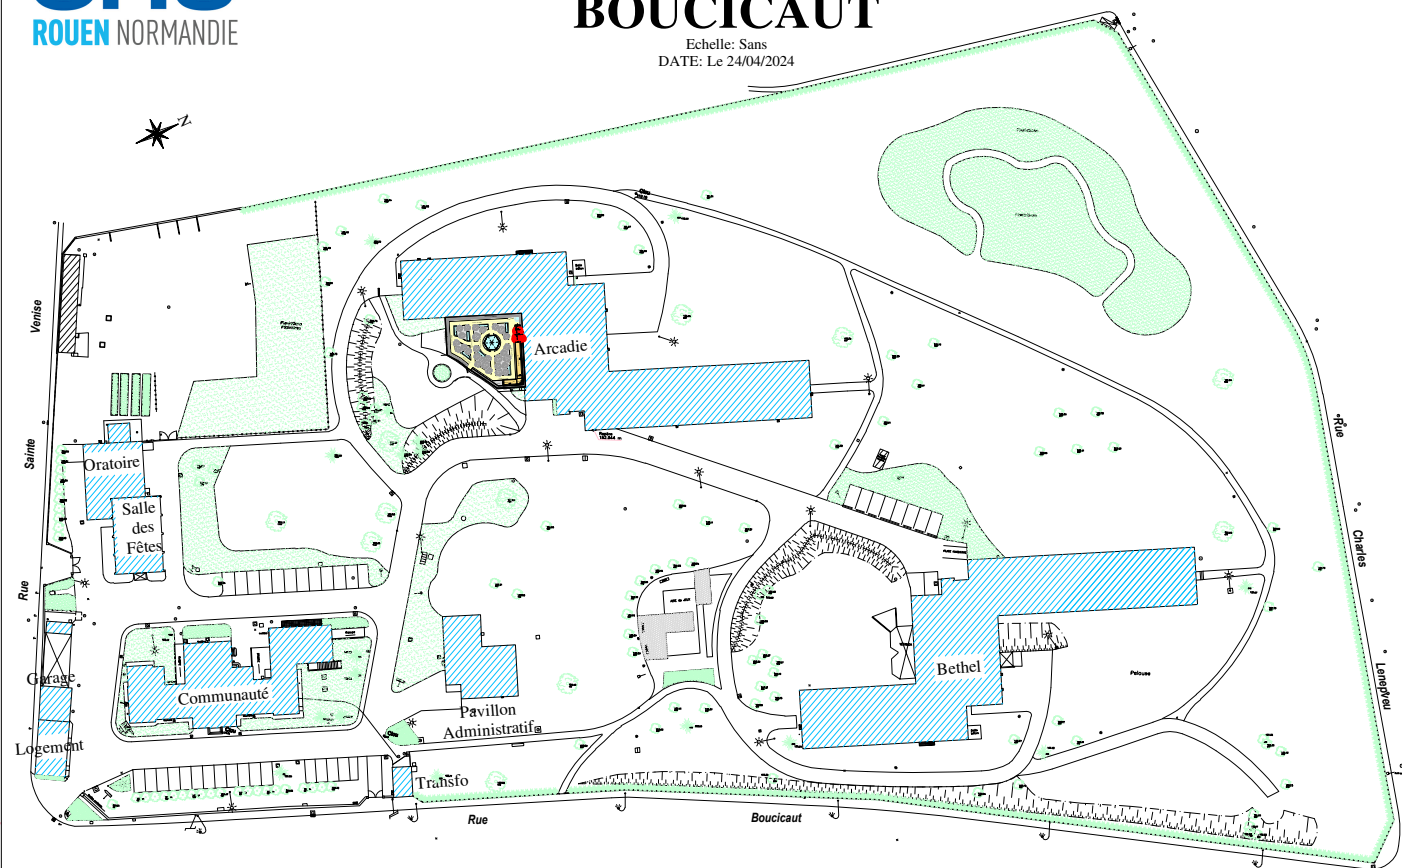 ROUEN NORMANDIE
BOUCICAUT
Echelle: Sans
DATE: Le 24/04/2024
N
Venise
Sainte
Rue
Arcadie
Oratoire
Salle
des
Fêtes
Garage
Communauté
Logement
Pavillon
Administratif
Transfo
Bethel
Pelouse
Rue
Charles
Lenepveu
Rue
Boucicaut